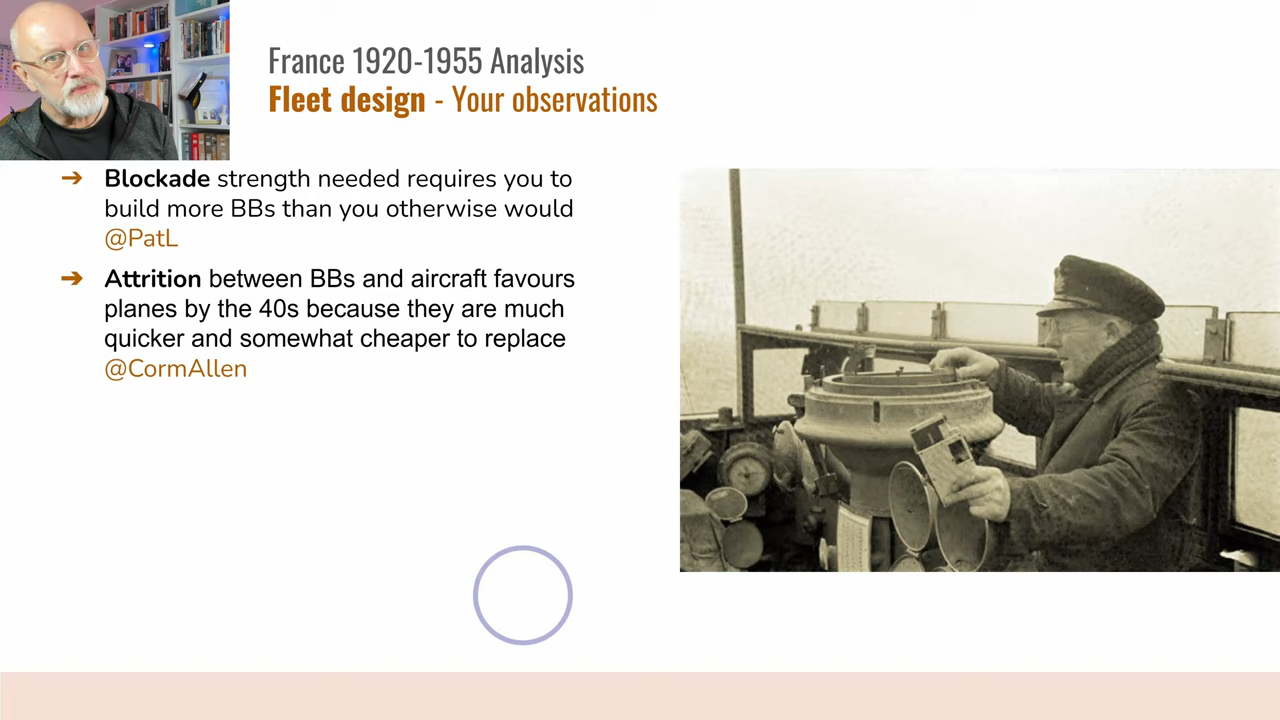 France 1920-1955 Analysis
Fleet design - Your observations
➔ Blockade strength needed requires you to
build more BBs than you otherwise would
@PatL
➔ Attrition between BBs and aircraft favours
planes by the 40s because they are much
quicker and somewhat cheaper to replace
@CormAllen